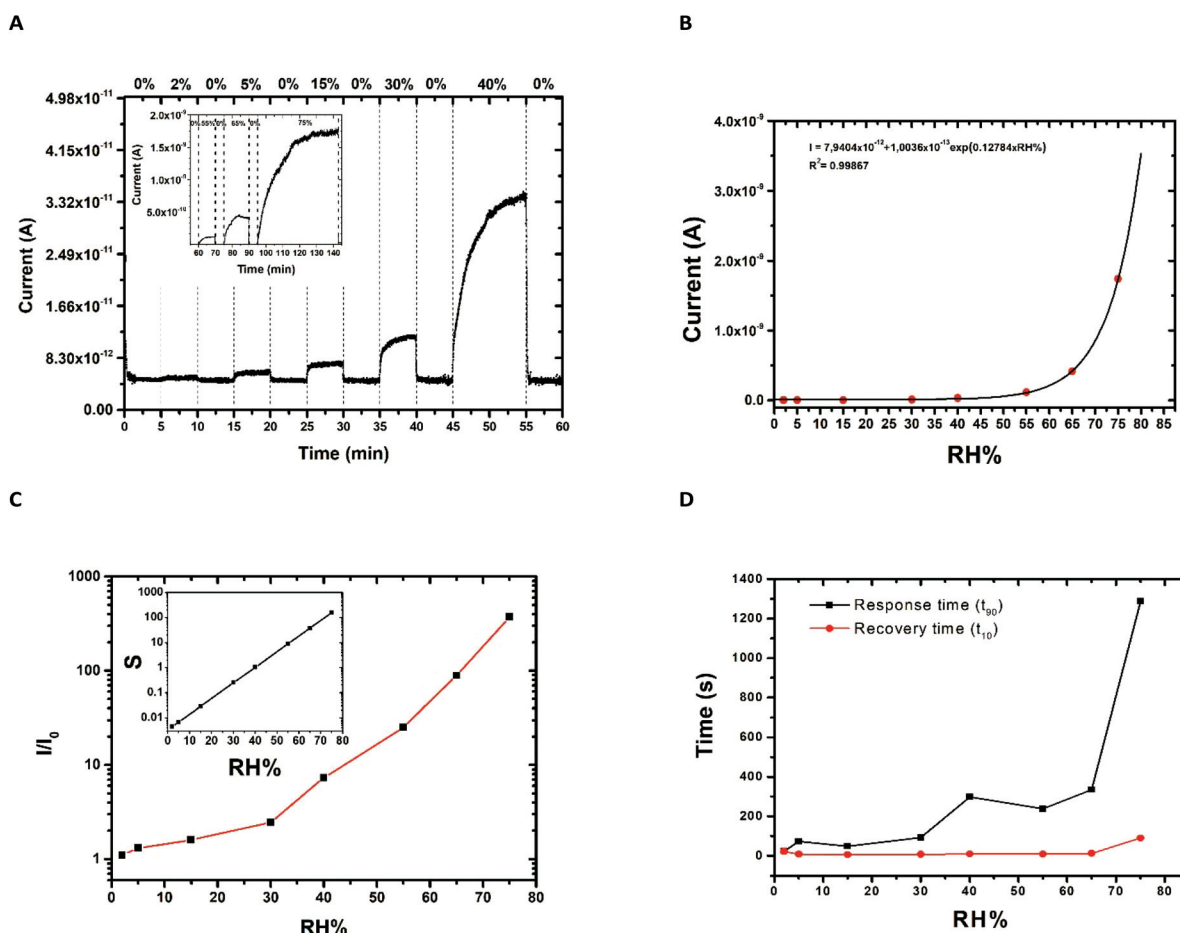 A
0% 2% 0% 5% 0% 15% 0% 30% 0% 40% 0%
4.98x10⁻¹¹
4.15x10⁻¹¹
3.32x10⁻¹¹
2.49x10⁻¹¹
1.66x10⁻¹¹
8.30x10⁻¹²
0.00
Current (A)
0 5 10 15 20 25 30 35 40 45 50 55 60
Time (min)
0% 55% 0% 65% 0% 75%
2.0x10⁻⁹
1.5x10⁻⁹
1.0x10⁻⁹
5.0x10⁻¹⁰
Current (A)
60 70 80 90 100 110 120 130 140
Time (min)
B
I = 7,9404x10⁻¹²+1,0036x10⁻¹³exp(0.12784xRH%)
R²= 0.99867
4.0x10⁻⁹
3.0x10⁻⁹
2.0x10⁻⁹
1.0x10⁻⁹
0.0
Current (A)
0 5 10 15 20 25 30 35 40 45 50 55 60 65 70 75 80 85
RH%
C
1000
100
10
1
I/I₀
0 10 20 30 40 50 60 70 80
RH%
1000
100
10
1
0.1
0.01
S
0 10 20 30 40 50 60 70 80
RH%
D
Response time (t₉₀)
Recovery time (t₁₀)
1400
1200
1000
800
600
400
200
0
Time (s)
0 10 20 30 40 50 60 70 80
RH%